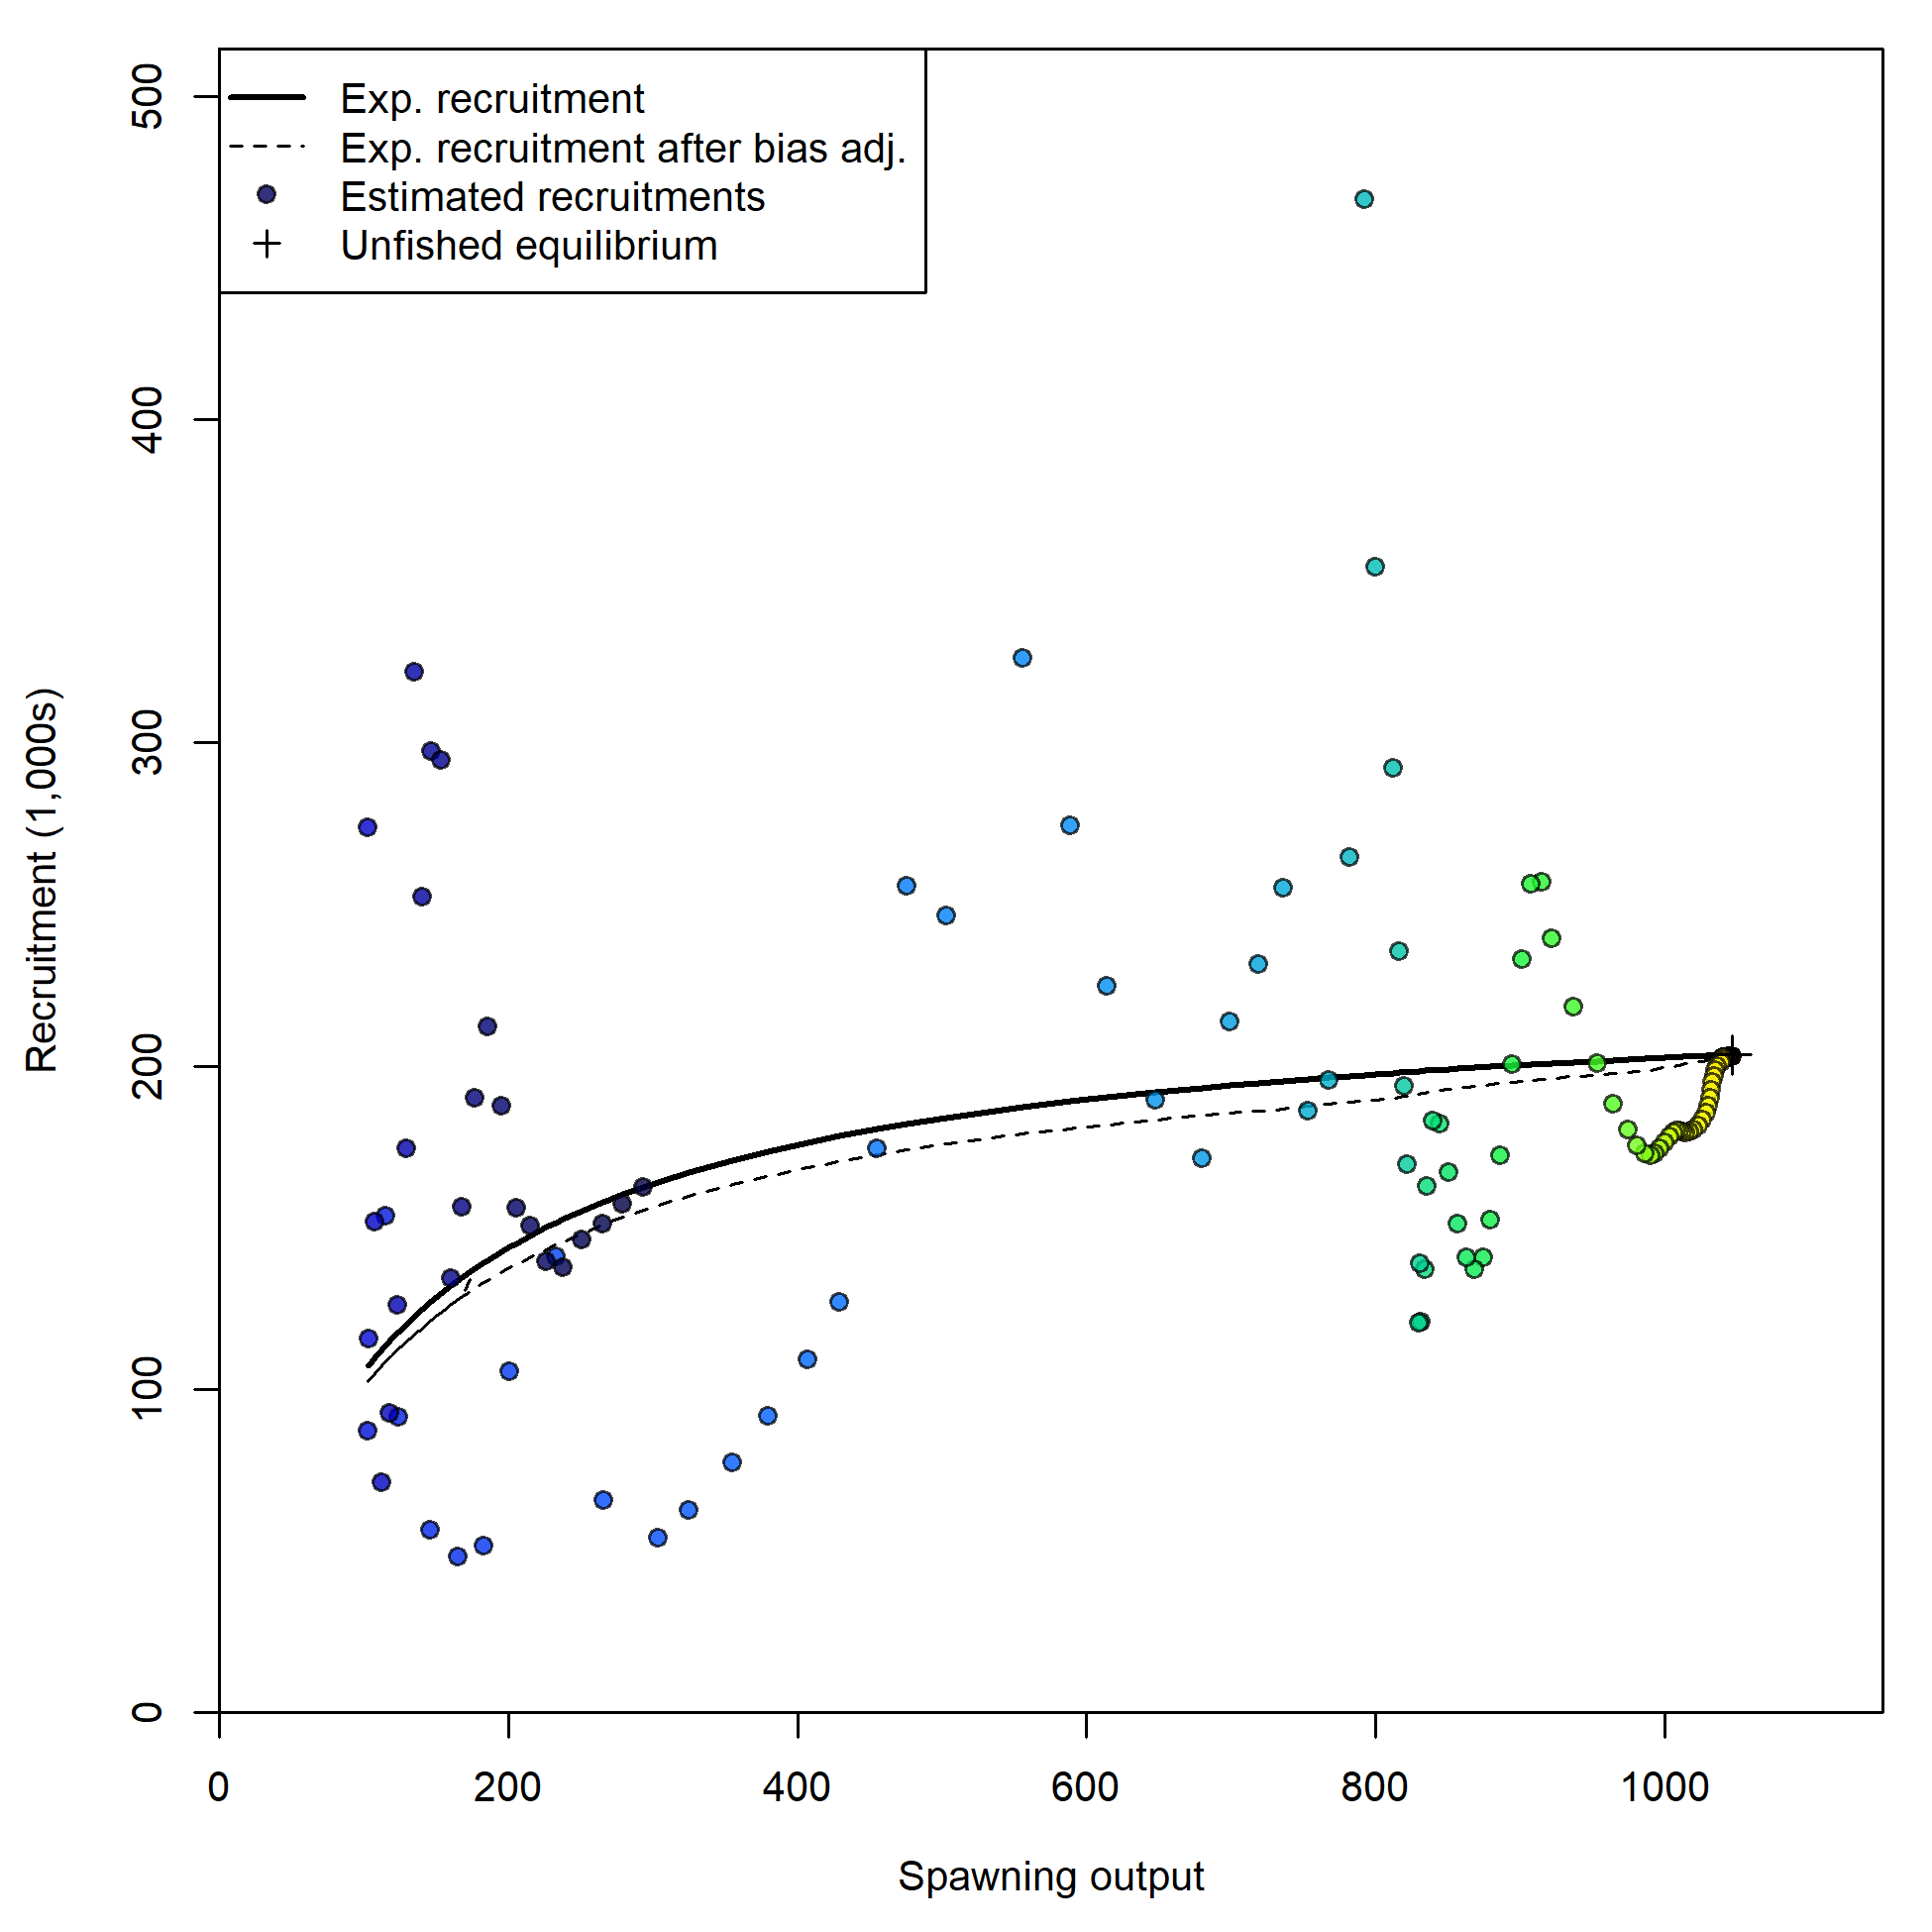 Exp. recruitment
Exp. recruitment after bias adj.
Estimated recruitments
Unfished equilibrium
500
400
300
200
100
0
Recruitment (1,000s)
0 200 400 600 800 1000
Spawning output